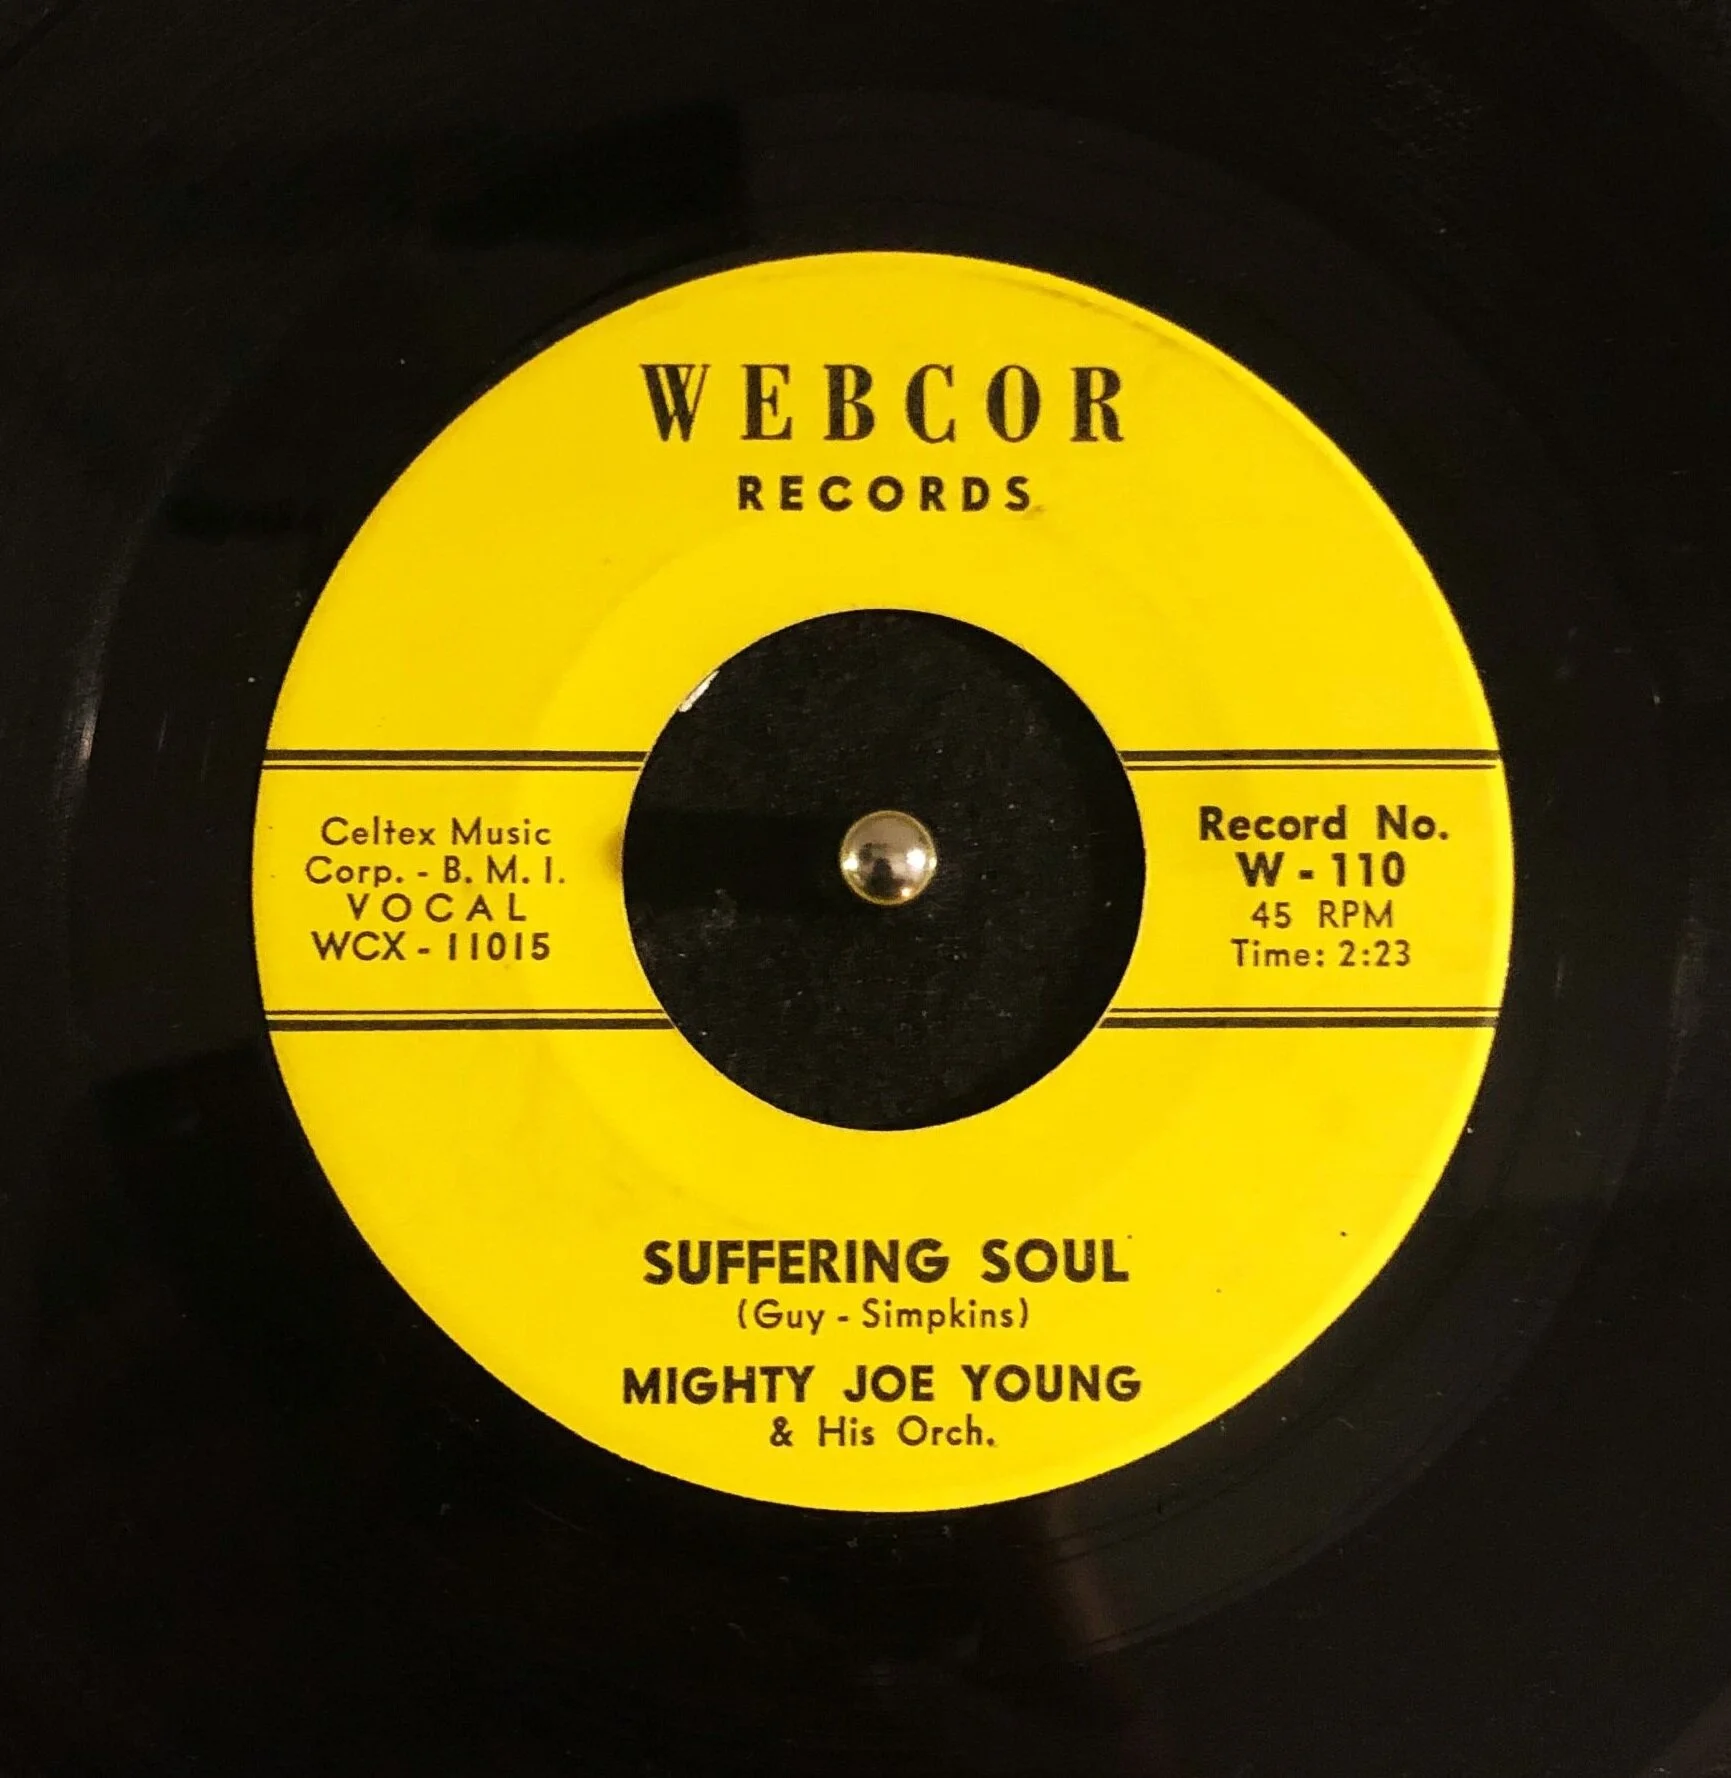 WEBCOR
RECORDS
Celtex Music
Corp. - B. M. I.
VOCAL
WCX - 11015
Record No.
W - 110
45 RPM
Time: 2:23
SUFFERING SOUL
(Guy - Simpkins)
MIGHTY JOE YOUNG
& His Orch.